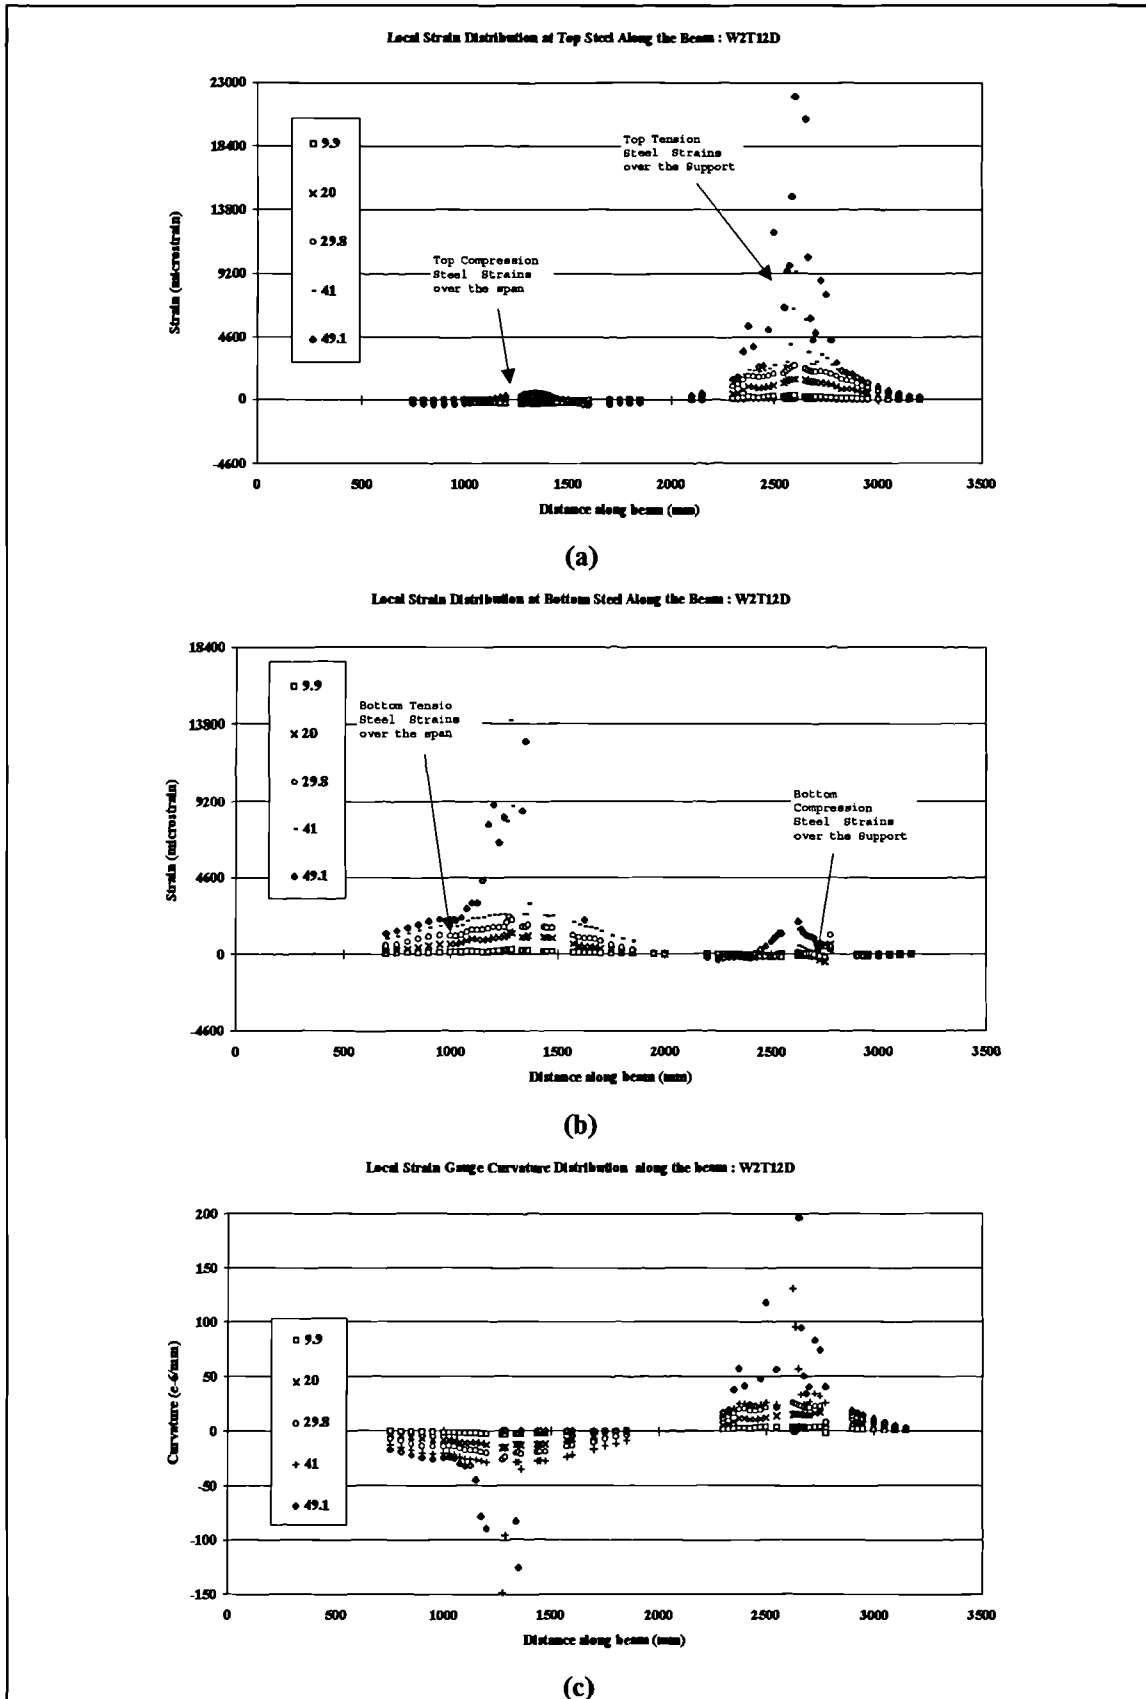 Local Strain Distribution at Top Steel Along the Beam : W2T12D
23000
18400
13800
9200
4600
0
-4600
Strain (microstrain)
9.9
20
29.8
41
49.1
Top Compression
Steel Strains
over the span
Top Tension
Steel Strains
over the Support
0 500 1000 1500 2000 2500 3000 3500
Distance along beam (mm)
(a)
Local Strain Distribution at Bottom Steel Along the Beam : W2T12D
18400
13800
9200
4600
0
-4600
Strain (microstrain)
9.9
20
29.8
41
49.1
Bottom Tensio
Steel Strains
over the span
Bottom
Compression
Steel Strains
over the Support
0 500 1000 1500 2000 2500 3000 3500
Distance along beam (mm)
(b)
Local Strain Gauge Curvature Distribution along the beam : W2T12D
200
150
100
50
0
-50
-100
-150
Curvature (e-6/mm)
9.9
20
29.8
41
49.1
0 500 1000 1500 2000 2500 3000 3500
Distance along beam (mm)
(c)